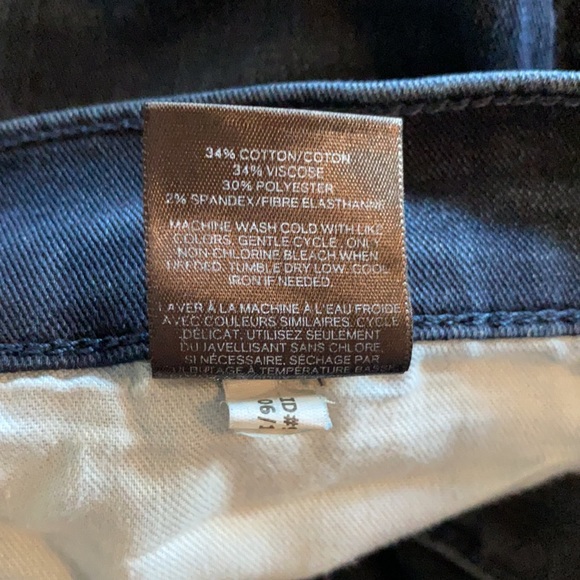 34% COTTON/COTON
34% VISCOSE
30% POLYESTER
2% SPANDEX/FIBRE ELASTHANNE
MACHINE WASH COLD WITH LIKE
COLORS. GENTLE CYCLE. ONLY
NON-CHLORINE BLEACH WHEN
NEEDED. TUMBLE DRY LOW. COOL
IRON IF NEEDED.
LAVER À LA MACHINE À L'EAU FROIDE
AVEC COULEURS SIMILAIRES. CYCLE
DÉLICAT. UTILISEZ SEULEMENT
DU JAVELLISANT SANS CHLORE,
SI NÉCESSAIRE. SÉCHAGE PAR
CULBUTAGE À TEMPÉRATURE BASSE
ID #
06/1